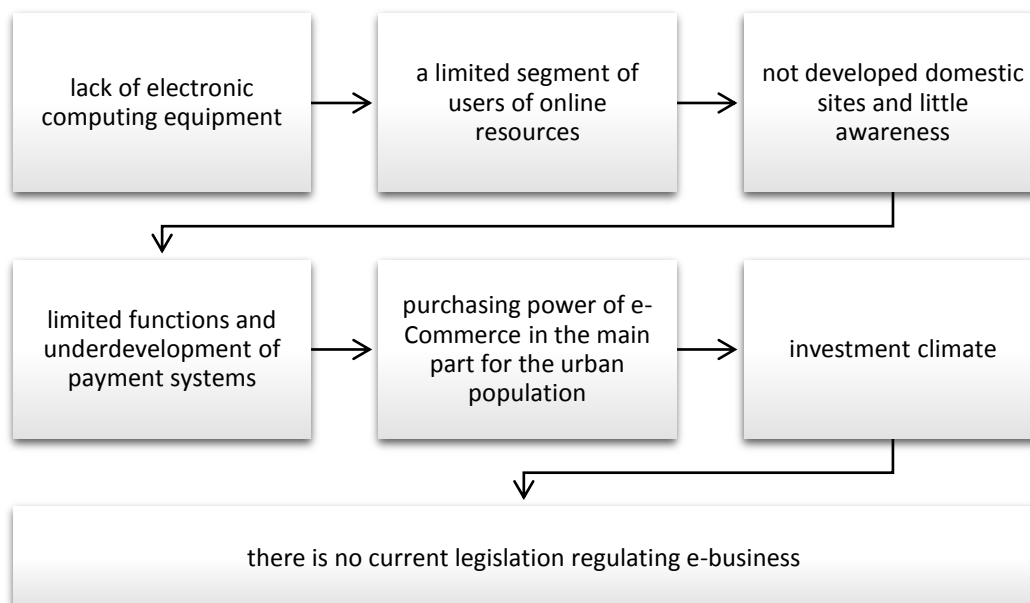 lack of electronic
computing equipment
a limited segment of
users of online
resources
not developed domestic
sites and little
awareness
limited functions and
underdevelopment of
payment systems
purchasing power of e-
Commerce in the main
part for the urban
population
investment climate
there is no current legislation regulating e-business